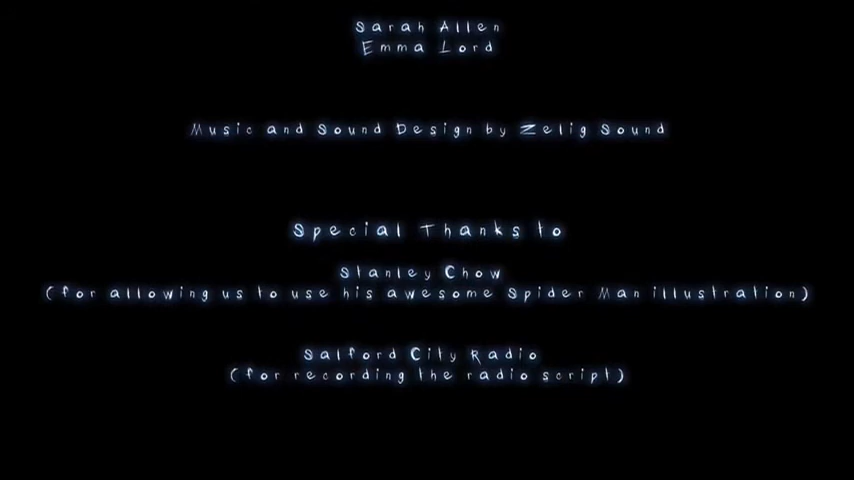 Sarah Allen
Emma Lord
Music and Sound Design by Zelig Sound
Special Thanks to
Stanley Chow
(for allowing us to use his awesome Spider Man illustration)
Salford City Radio
(for recording the radio script)